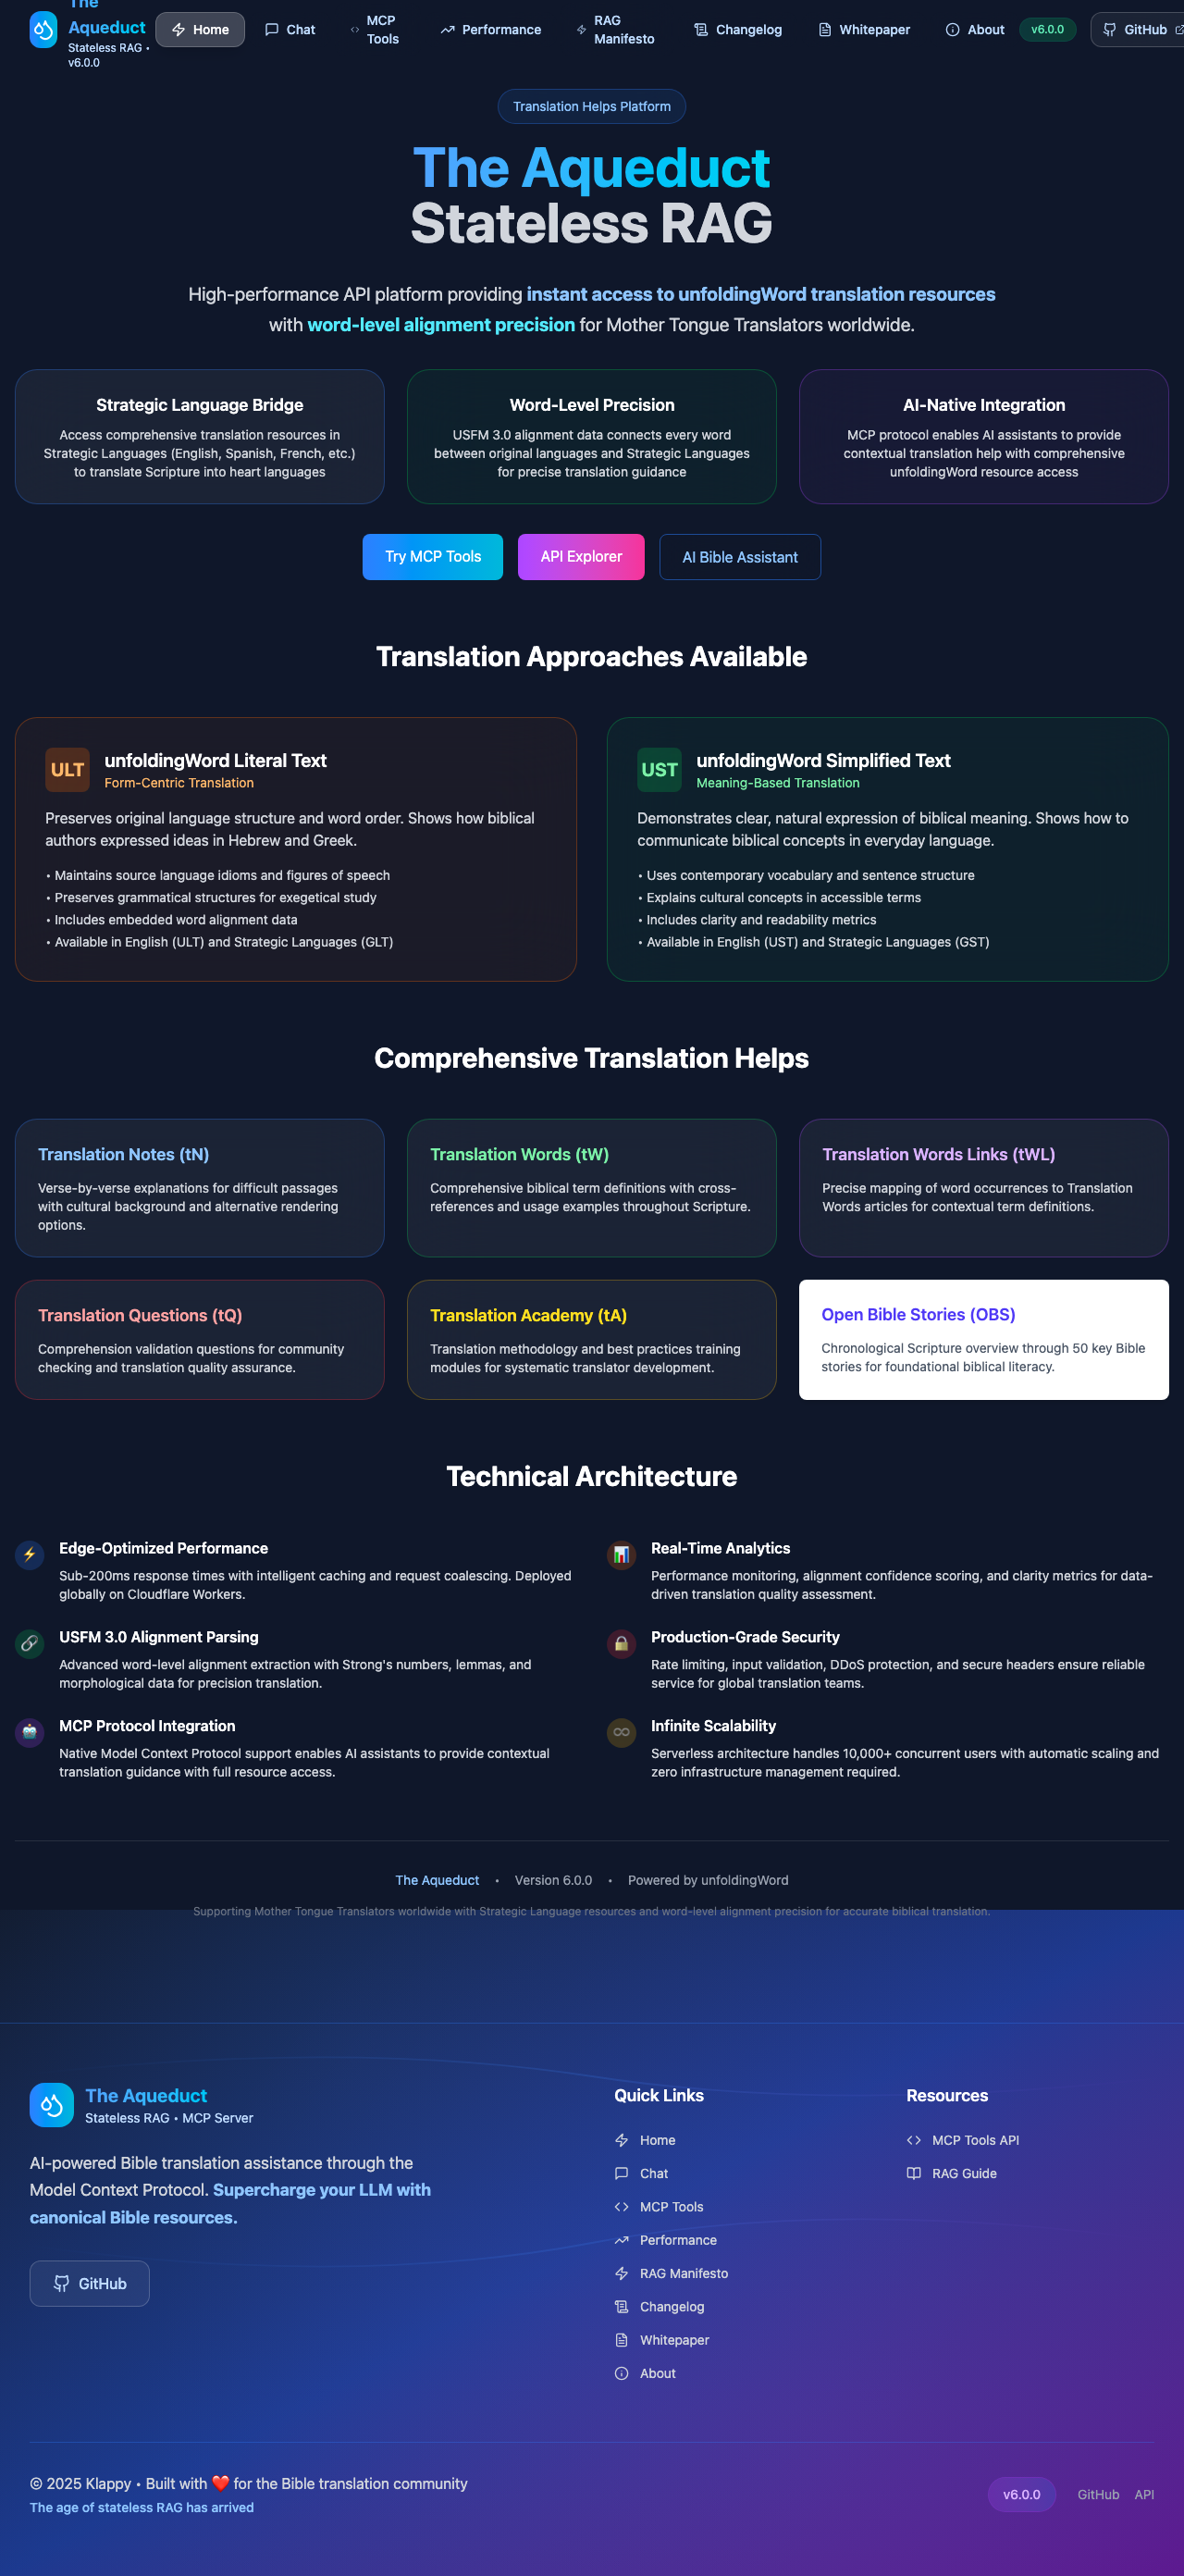 The
Aqueduct
Stateless RAG •
v6.0.0
Home
Chat
MCP
Tools
Performance
RAG
Manifesto
Changelog
Whitepaper
About
v6.0.0
GitHub
Translation Helps Platform
The Aqueduct
Stateless RAG
High-performance API platform providing instant access to unfoldingWord translation resources
with word-level alignment precision for Mother Tongue Translators worldwide.
Strategic Language Bridge
Access comprehensive translation resources in
Strategic Languages (English, Spanish, French, etc.)
to translate Scripture into heart languages
Word-Level Precision
USFM 3.0 alignment data connects every word
between original languages and Strategic Languages
for precise translation guidance
AI-Native Integration
MCP protocol enables AI assistants to provide
contextual translation help with comprehensive
unfoldingWord resource access
Try MCP Tools
API Explorer
AI Bible Assistant
Translation Approaches Available
ULT
unfoldingWord Literal Text
Form-Centric Translation
Preserves original language structure and word order. Shows how biblical
authors expressed ideas in Hebrew and Greek.
• Maintains source language idioms and figures of speech
• Preserves grammatical structures for exegetical study
• Includes embedded word alignment data
• Available in English (ULT) and Strategic Languages (GLT)
UST
unfoldingWord Simplified Text
Meaning-Based Translation
Demonstrates clear, natural expression of biblical meaning. Shows how to
communicate biblical concepts in everyday language.
• Uses contemporary vocabulary and sentence structure
• Explains cultural concepts in accessible terms
• Includes clarity and readability metrics
• Available in English (UST) and Strategic Languages (GST)
Comprehensive Translation Helps
Translation Notes (tN)
Verse-by-verse explanations for difficult passages
with cultural background and alternative rendering
options.
Translation Words (tW)
Comprehensive biblical term definitions with cross-
references and usage examples throughout Scripture.
Translation Words Links (tWL)
Precise mapping of word occurrences to Translation
Words articles for contextual term definitions.
Translation Questions (tQ)
Comprehension validation questions for community
checking and translation quality assurance.
Translation Academy (tA)
Translation methodology and best practices training
modules for systematic translator development.
Open Bible Stories (OBS)
Chronological Scripture overview through 50 key Bible
stories for foundational biblical literacy.
Technical Architecture
Edge-Optimized Performance
Sub-200ms response times with intelligent caching and request coalescing. Deployed
globally on Cloudflare Workers.
Real-Time Analytics
Performance monitoring, alignment confidence scoring, and clarity metrics for data-
driven translation quality assessment.
USFM 3.0 Alignment Parsing
Advanced word-level alignment extraction with Strong's numbers, lemmas, and
morphological data for precision translation.
Production-Grade Security
Rate limiting, input validation, DDoS protection, and secure headers ensure reliable
service for global translation teams.
MCP Protocol Integration
Native Model Context Protocol support enables AI assistants to provide contextual
translation guidance with full resource access.
Infinite Scalability
Serverless architecture handles 10,000+ concurrent users with automatic scaling and
zero infrastructure management required.
The Aqueduct • Version 6.0.0 • Powered by unfoldingWord
Supporting Mother Tongue Translators worldwide with Strategic Language resources and word-level alignment precision for accurate biblical translation.
The Aqueduct
Stateless RAG • MCP Server
AI-powered Bible translation assistance through the
Model Context Protocol. Supercharge your LLM with
canonical Bible resources.
GitHub
Quick Links
Home
Chat
MCP Tools
Performance
RAG Manifesto
Changelog
Whitepaper
About
Resources
MCP Tools API
RAG Guide
© 2025 Klappy • Built with ❤️ for the Bible translation community
The age of stateless RAG has arrived
v6.0.0
GitHub
API